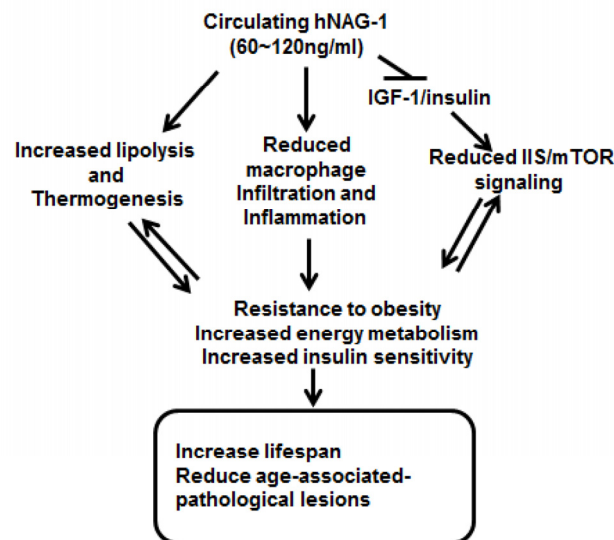 Circulating hNAG-1
(60~120ng/ml)
IGF-1/insulin
Increased lipolysis
and
Thermogenesis
Reduced
macrophage
Infiltration and
Inflammation
Reduced IIS/mTOR
signaling
Resistance to obesity
Increased energy metabolism
Increased insulin sensitivity
Increase lifespan
Reduce age-associated-
pathological lesions